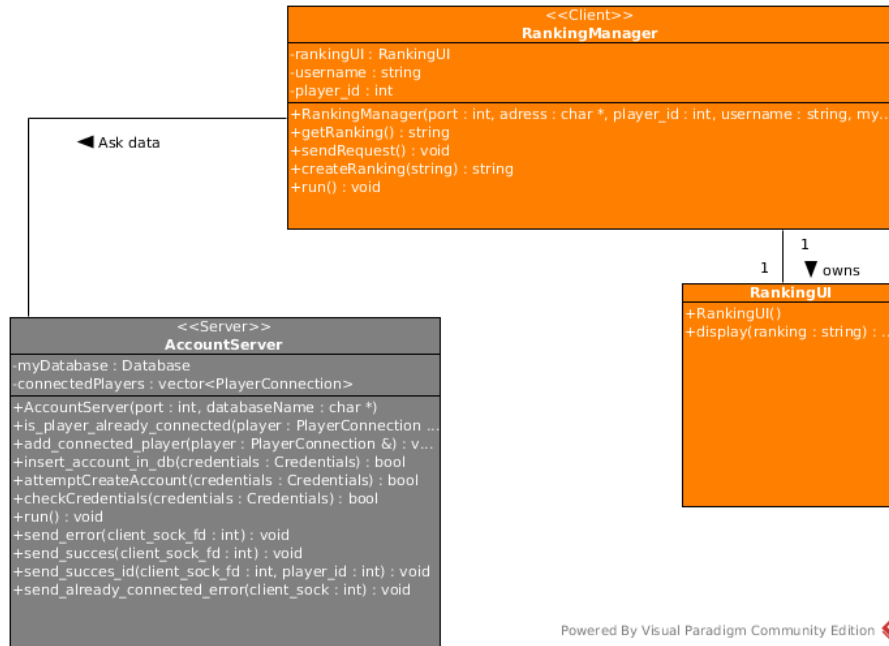 <<Client>>
RankingManager
-rankingUI : RankingUI
-username : string
-player_id : int
+RankingManager(port : int, adress : char *, player_id : int, username : string, my...
+getRanking() : string
+sendRequest() : void
+createRanking(string) : string
+run() : void
Ask data
1
1
owns
RankingUI
+RankingUI()
+display(ranking : string) : ...
<<Server>>
AccountServer
-myDatabase : Database
-connectedPlayers : vector<PlayerConnection>
+AccountServer(port : int, databaseName : char *)
+is_player_already_connected(player : PlayerConnection ...
+add_connected_player(player : PlayerConnection &) : v...
+insert_account_in_db(credentials : Credentials) : bool
+attemptCreateAccount(credentials : Credentials) : bool
+checkCredentials(credentials : Credentials) : bool
+run() : void
+send_error(client_sock_fd : int) : void
+send_succes(client_sock_fd : int) : void
+send_succes_id(client_sock_fd : int, player_id : int) : void
+send_already_connected_error(client_sock : int) : void
Powered By Visual Paradigm Community Edition